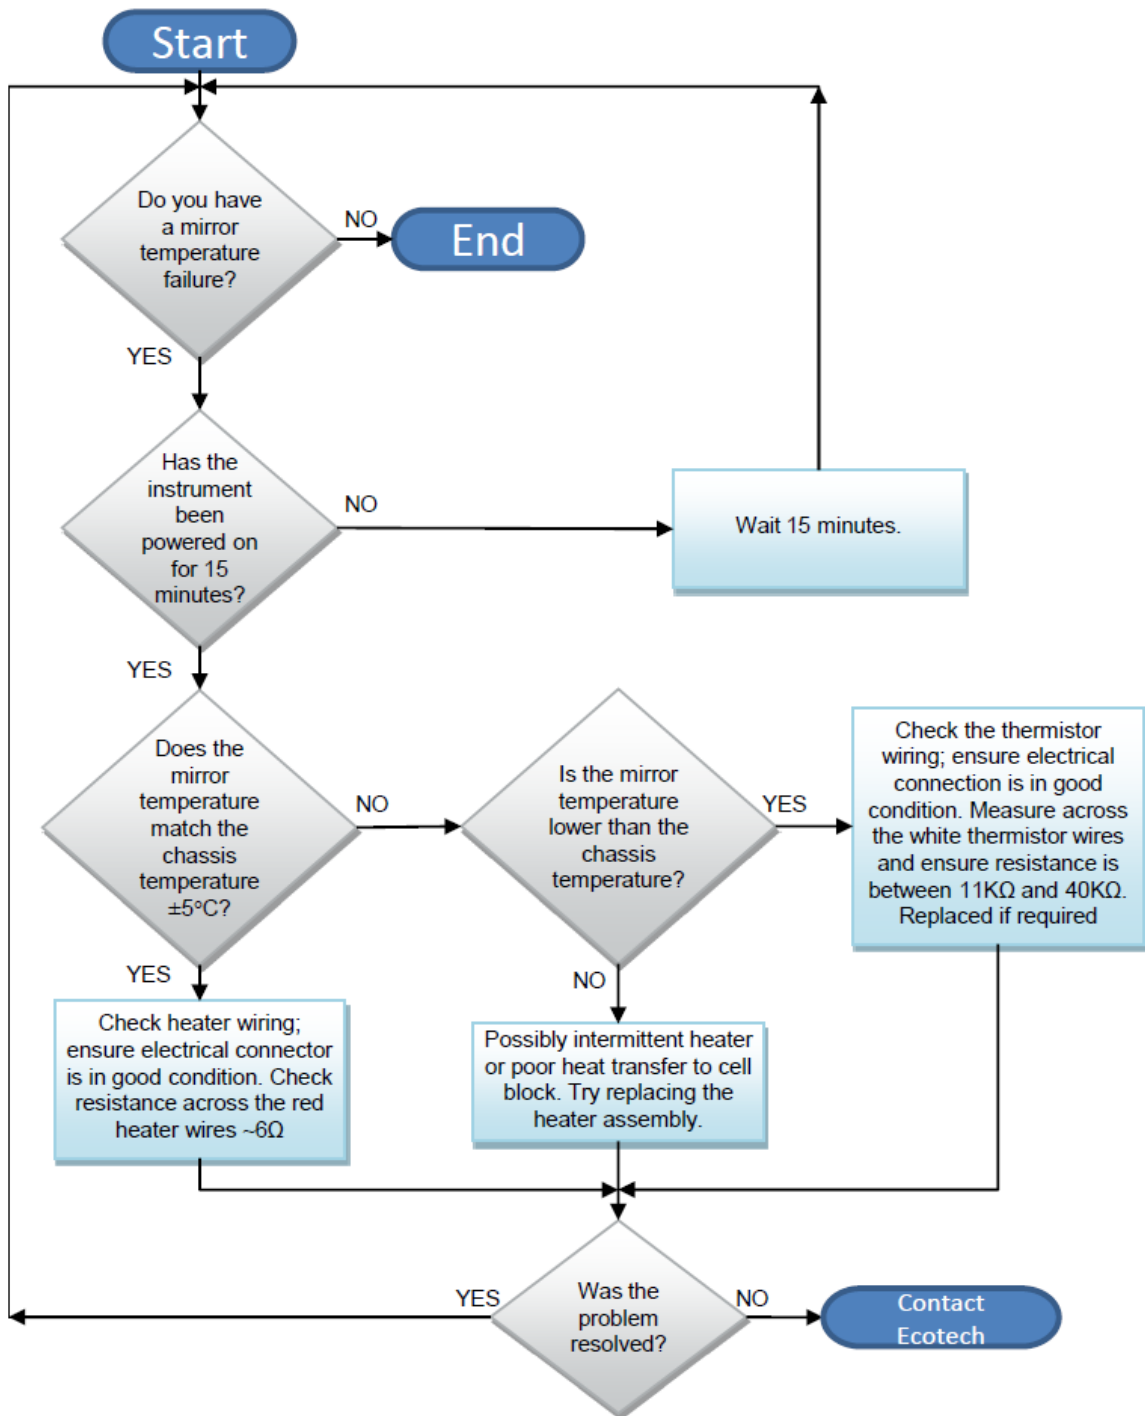 Start
Do you have
a mirror
temperature
failure?
NO
End
YES
Has the
instrument
been
powered on
for 15
minutes?
NO
Wait 15 minutes.
YES
Does the
mirror
temperature
match the
chassis
temperature
±5°C?
NO
Is the mirror
temperature
lower than the
chassis
temperature?
YES
Check the thermistor
wiring; ensure electrical
connection is in good
condition. Measure across
the white thermistor wires
and ensure resistance is
between 11KΩ and 40KΩ.
Replaced if required
YES
Check heater wiring;
ensure electrical connector
is in good condition. Check
resistance across the red
heater wires ~6Ω
NO
Possibly intermittent heater
or poor heat transfer to cell
block. Try replacing the
heater assembly.
YES
Was the
problem
resolved?
NO
Contact
Ecotech